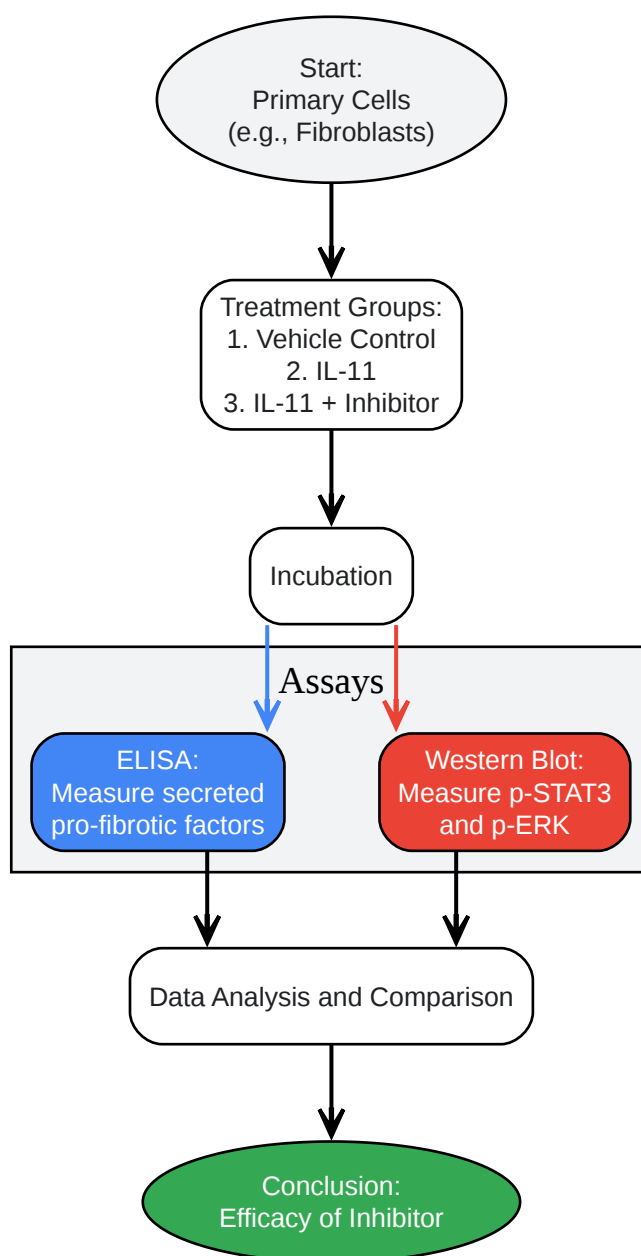 Start:
Primary Cells
(e.g., Fibroblasts)
Treatment Groups:
1. Vehicle Control
2. IL-11
3. IL-11 + Inhibitor
Incubation
Assays
ELISA:
Measure secreted
pro-fibrotic factors
Western Blot:
Measure p-STAT3
and p-ERK
Data Analysis and Comparison
Conclusion:
Efficacy of Inhibitor